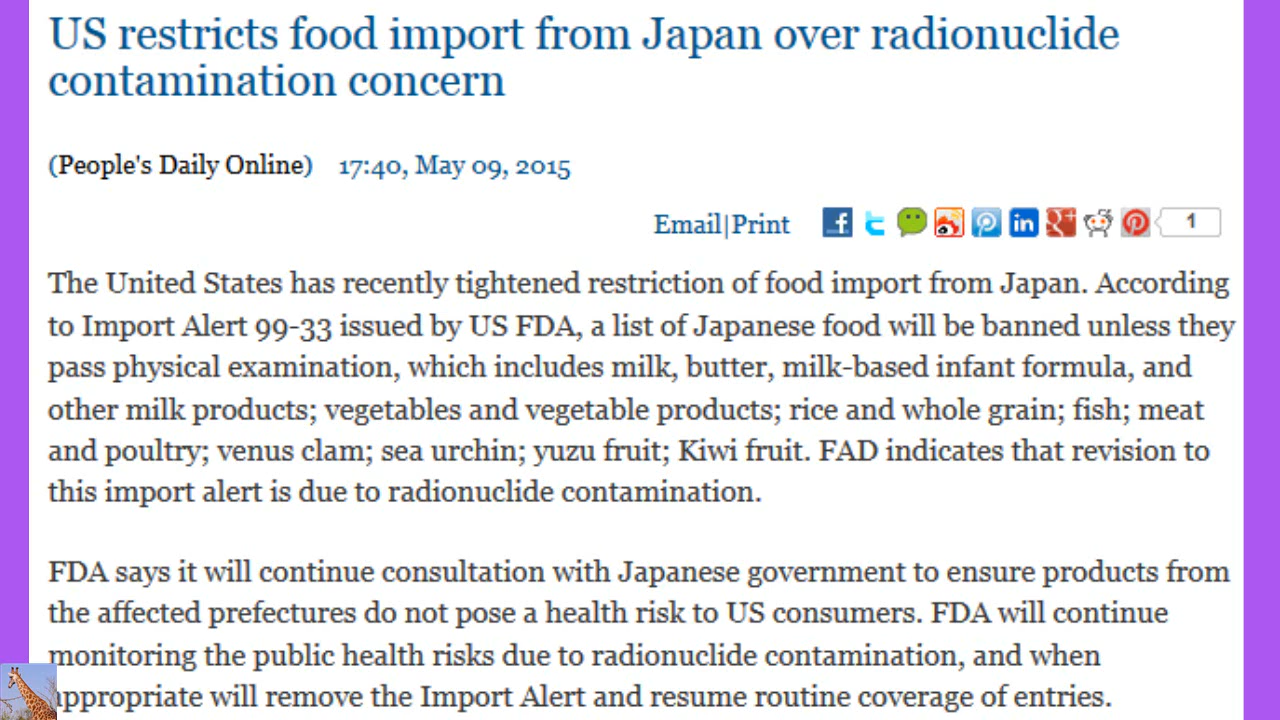 US restricts food import from Japan over radionuclide
contamination concern
(People's Daily Online) 17:40, May 09, 2015
Email|Print 1
The United States has recently tightened restriction of food import from Japan. According
to Import Alert 99-33 issued by US FDA, a list of Japanese food will be banned unless they
pass physical examination, which includes milk, butter, milk-based infant formula, and
other milk products; vegetables and vegetable products; rice and whole grain; fish; meat
and poultry; venus clam; sea urchin; yuzu fruit; Kiwi fruit. FAD indicates that revision to
this import alert is due to radionuclide contamination.
FDA says it will continue consultation with Japanese government to ensure products from
the affected prefectures do not pose a health risk to US consumers. FDA will continue
monitoring the public health risks due to radionuclide contamination, and when
appropriate will remove the Import Alert and resume routine coverage of entries.